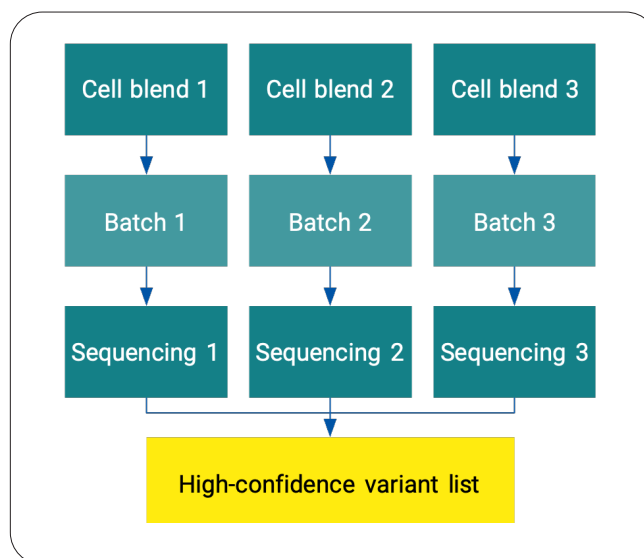 Cell blend 1
Cell blend 2
Cell blend 3
Batch 1
Batch 2
Batch 3
Sequencing 1
Sequencing 2
Sequencing 3
High-confidence variant list